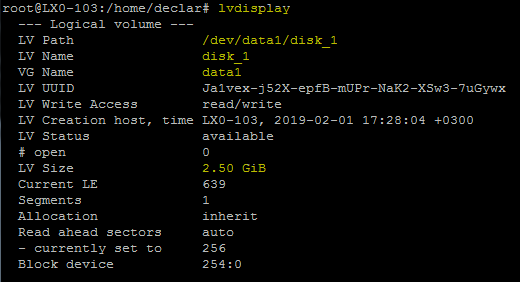 root@LX0-103:/home/declar# lvdisplay
--- Logical volume ---
LV Path /dev/data1/disk_1
LV Name disk_1
VG Name data1
LV UUID Ja1vex-j52X-epfB-mUPr-NaK2-XSw3-7uGywx
LV Write Access read/write
LV Creation host, time LX0-103, 2019-02-01 17:28:04 +0300
LV Status available
# open 0
LV Size 2.50 GiB
Current LE 639
Segments 1
Allocation inherit
Read ahead sectors auto
- currently set to 256
Block device 254:0